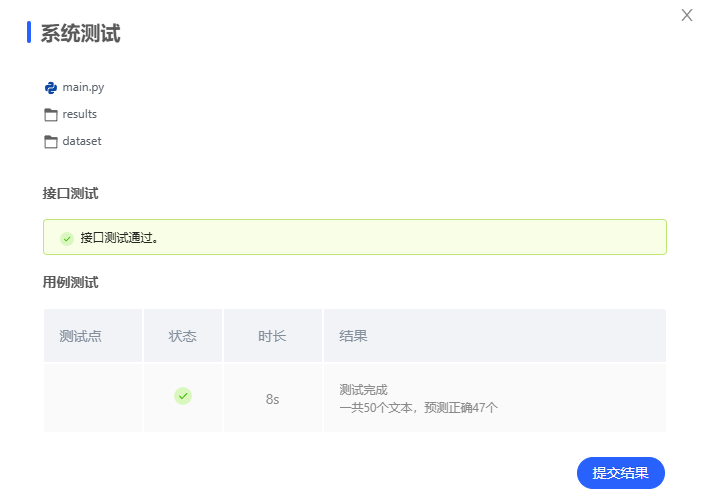 系统测试
main.py
results
dataset
接口测试
接口测试通过。
用例测试
测试点 状态 时长 结果
8s
测试完成
一共50个文本，预测正确47个
提交结果